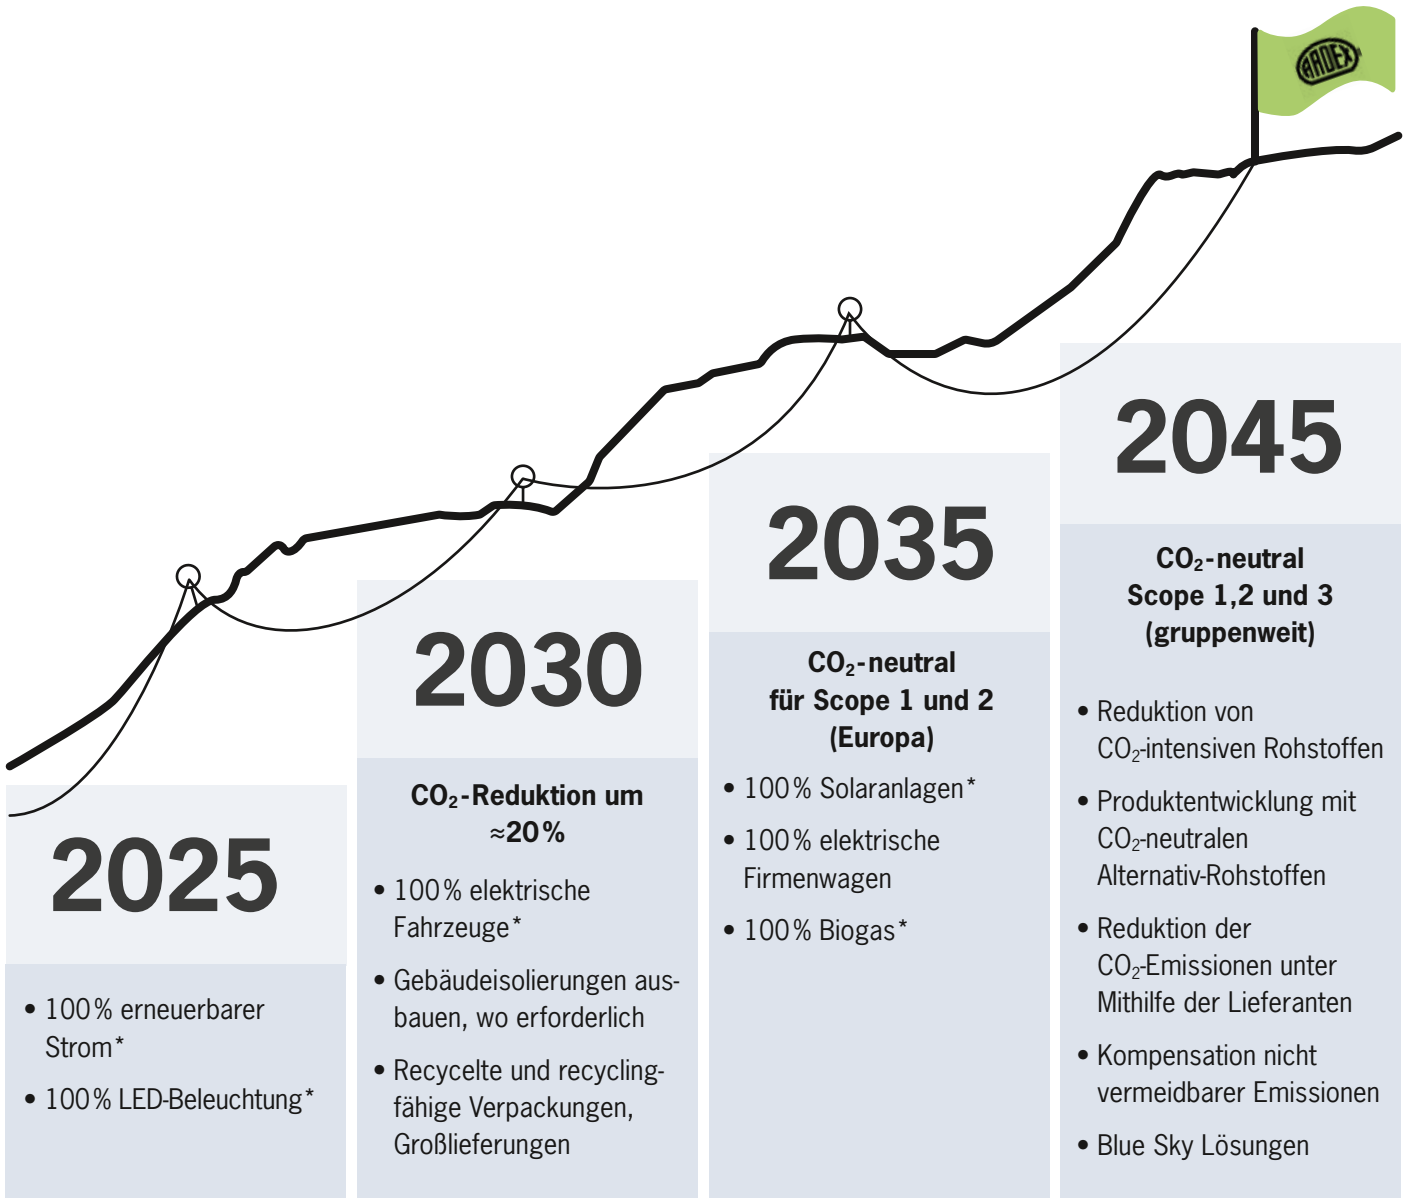 ARDEX
2025
• 100% erneuerbarer
Strom*
• 100% LED-Beleuchtung*
2030
CO₂-Reduktion um
≈20%
• 100% elektrische
Fahrzeuge*
• Gebäudeisolierungen aus-
bauen, wo erforderlich
• Recycelte und recycling-
fähige Verpackungen,
Großlieferungen
2035
CO₂-neutral
für Scope 1 und 2
(Europa)
• 100% Solaranlagen*
• 100% elektrische
Firmenwagen
• 100% Biogas*
2045
CO₂-neutral
Scope 1,2 und 3
(gruppenweit)
• Reduktion von
CO₂-intensiven Rohstoffen
• Produktentwicklung mit
CO₂-neutralen
Alternativ-Rohstoffen
• Reduktion der
CO₂-Emissionen unter
Mithilfe der Lieferanten
• Kompensation nicht
vermeidbarer Emissionen
• Blue Sky Lösungen